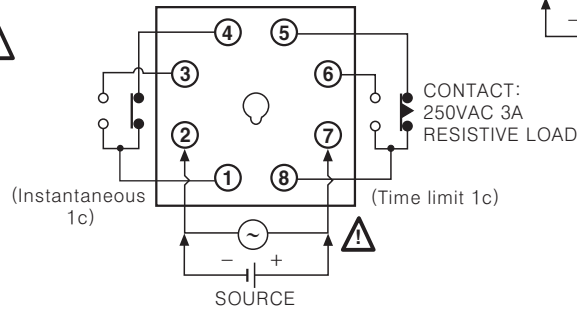 4 5
3 6
CONTACT:
250VAC 3A
RESISTIVE LOAD
2 7
1 8
(Instantaneous
1c)
(Time limit 1c)
~
!
− +
SOURCE
−